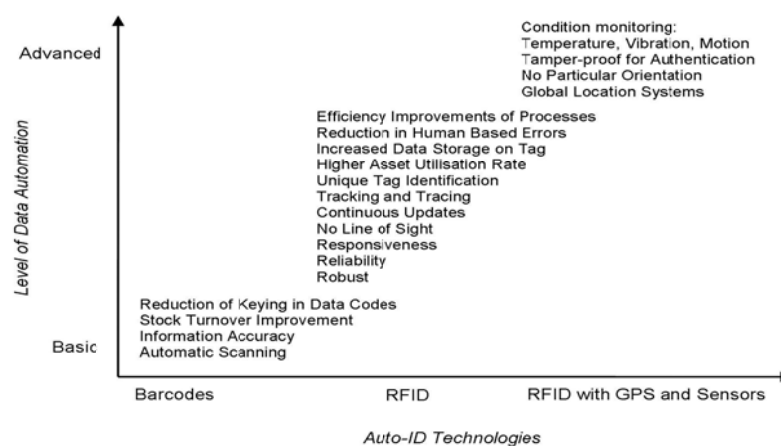 Advanced
Condition monitoring:
Temperature, Vibration, Motion
Tamper-proof for Authentication
No Particular Orientation
Global Location Systems
Level of Data Automation
Efficiency Improvements of Processes
Reduction in Human Based Errors
Increased Data Storage on Tag
Higher Asset Utilisation Rate
Unique Tag Identification
Tracking and Tracing
Continuous Updates
No Line of Sight
Responsiveness
Reliability
Robust
Reduction of Keying in Data Codes
Stock Turnover Improvement
Information Accuracy
Automatic Scanning
Basic
Barcodes
RFID
RFID with GPS and Sensors
Auto-ID Technologies